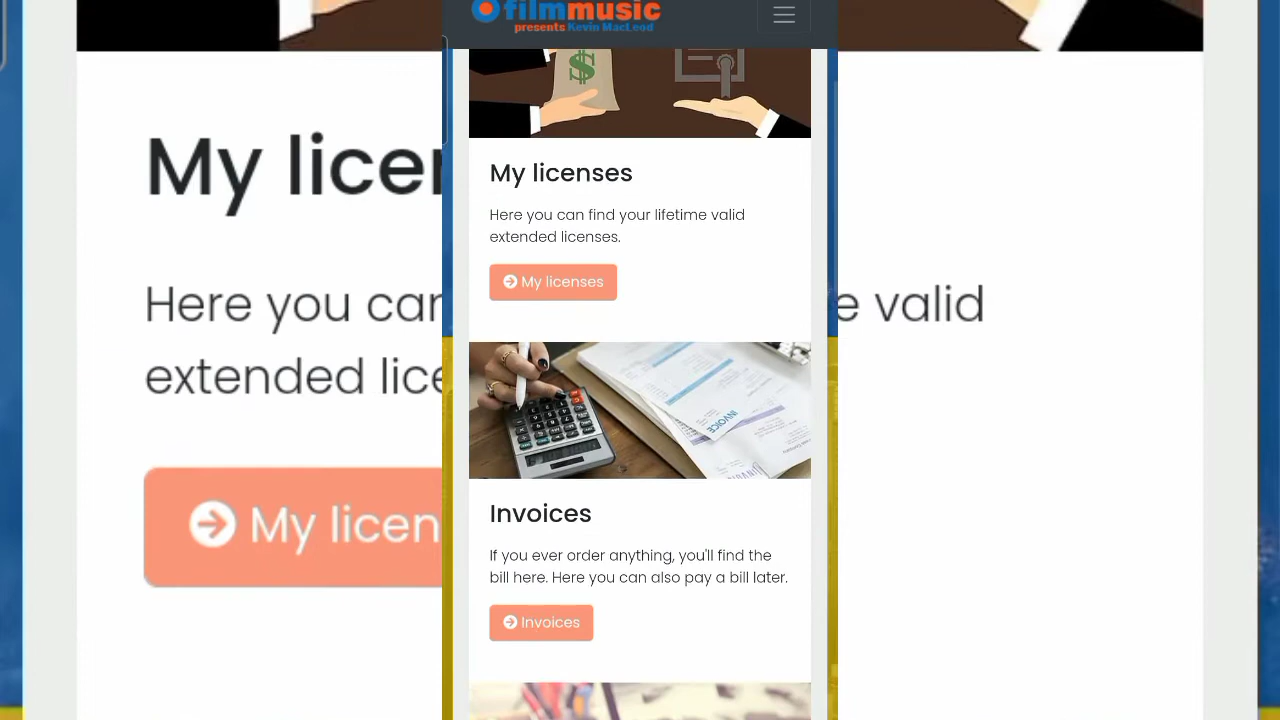 filmmusic
presents Kevin MacLeod
$
My licenses
Here you can find your lifetime valid
extended licenses.
My licenses
INVOICE
Invoices
If you ever order anything, you'll find the
bill here. Here you can also pay a bill later.
Invoices
My licen
Here you can
e valid
extended lice
My licen